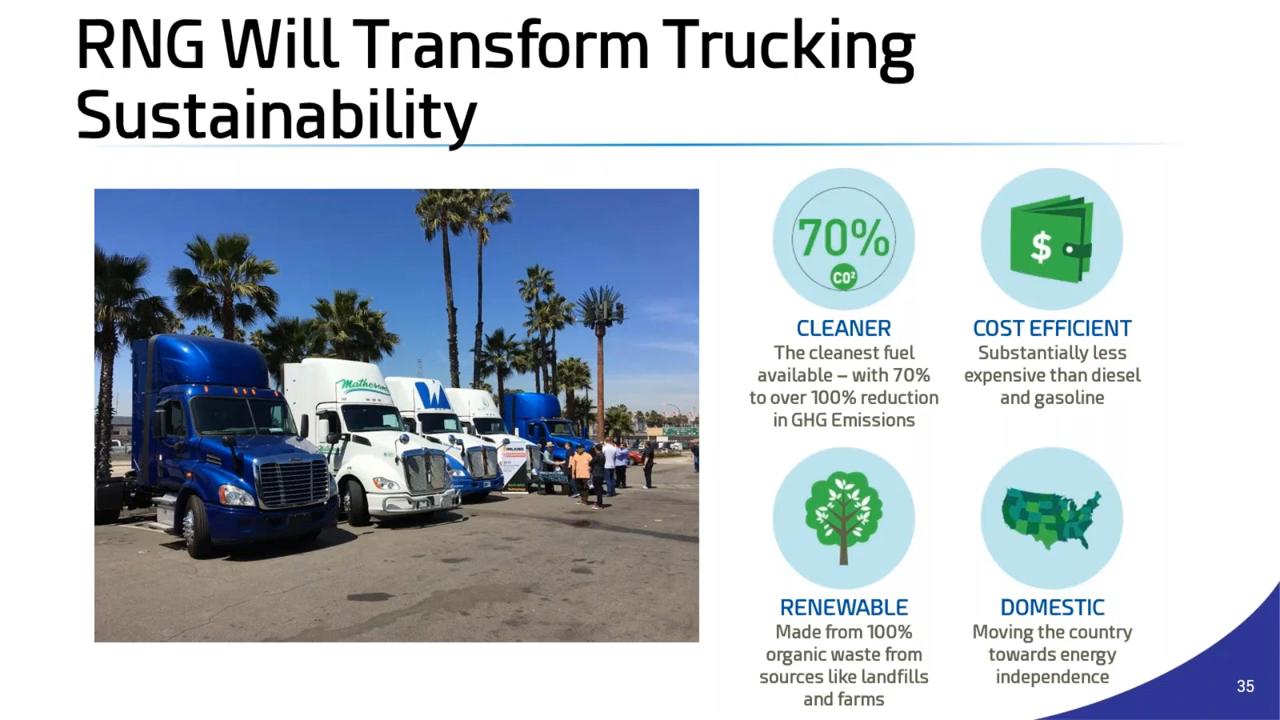 RNG Will Transform Trucking
Sustainability
Matheson
70%
CO²
$
CLEANER
The cleanest fuel
available – with 70%
to over 100% reduction
in GHG Emissions
COST EFFICIENT
Substantially less
expensive than diesel
and gasoline
RENEWABLE
Made from 100%
organic waste from
sources like landfills
and farms
DOMESTIC
Moving the country
towards energy
independence
35